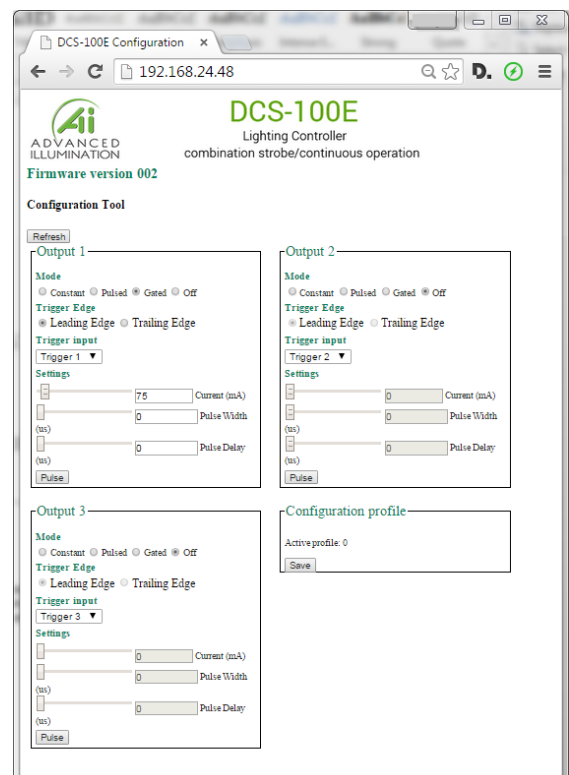 DCS-100E Configuration ×
192.168.24.48
D.
Ai
ADVANCED
ILLUMINATION
DCS-100E
Lighting Controller
combination strobe/continuous operation
Firmware version 002
Configuration Tool
Refresh
Output 1
Mode
Constant Pulsed Gated Off
Trigger Edge
Leading Edge Trailing Edge
Trigger input
Trigger 1 ▼
Settings
75 Current (mA)
0 Pulse Width
(us)
0 Pulse Delay
(us)
Pulse
Output 2
Mode
Constant Pulsed Gated Off
Trigger Edge
Leading Edge Trailing Edge
Trigger input
Trigger 2 ▼
Settings
0 Current (mA)
0 Pulse Width
(us)
0 Pulse Delay
(us)
Pulse
Output 3
Mode
Constant Pulsed Gated Off
Trigger Edge
Leading Edge Trailing Edge
Trigger input
Trigger 3 ▼
Settings
0 Current (mA)
0 Pulse Width
(us)
0 Pulse Delay
(us)
Pulse
Configuration profile
Active profile: 0
Save